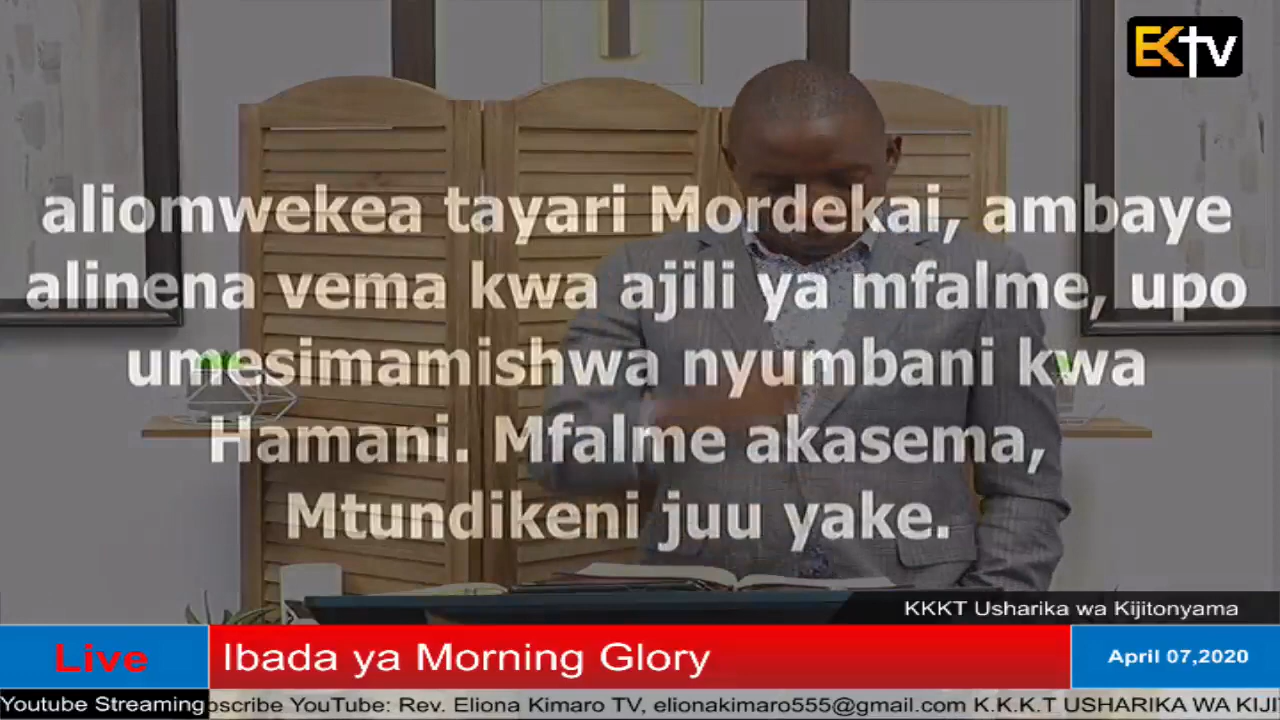 EKTV
aliomwekea tayari Mordekai, ambaye
alinena vema kwa ajili ya mfalme, upo
umesimamishwa nyumbani kwa
Hamani. Mfalme akasema,
Mtundikeni juu yake.
KKKT Usharika wa Kijitonyama
Live
Ibada ya Morning Glory
April 07,2020
Youtube Streaming
bscribe YouTube: Rev. Eliona Kimaro TV, elionakimaro555@gmail.com K.K.K.T USHARIKA WA KIJI